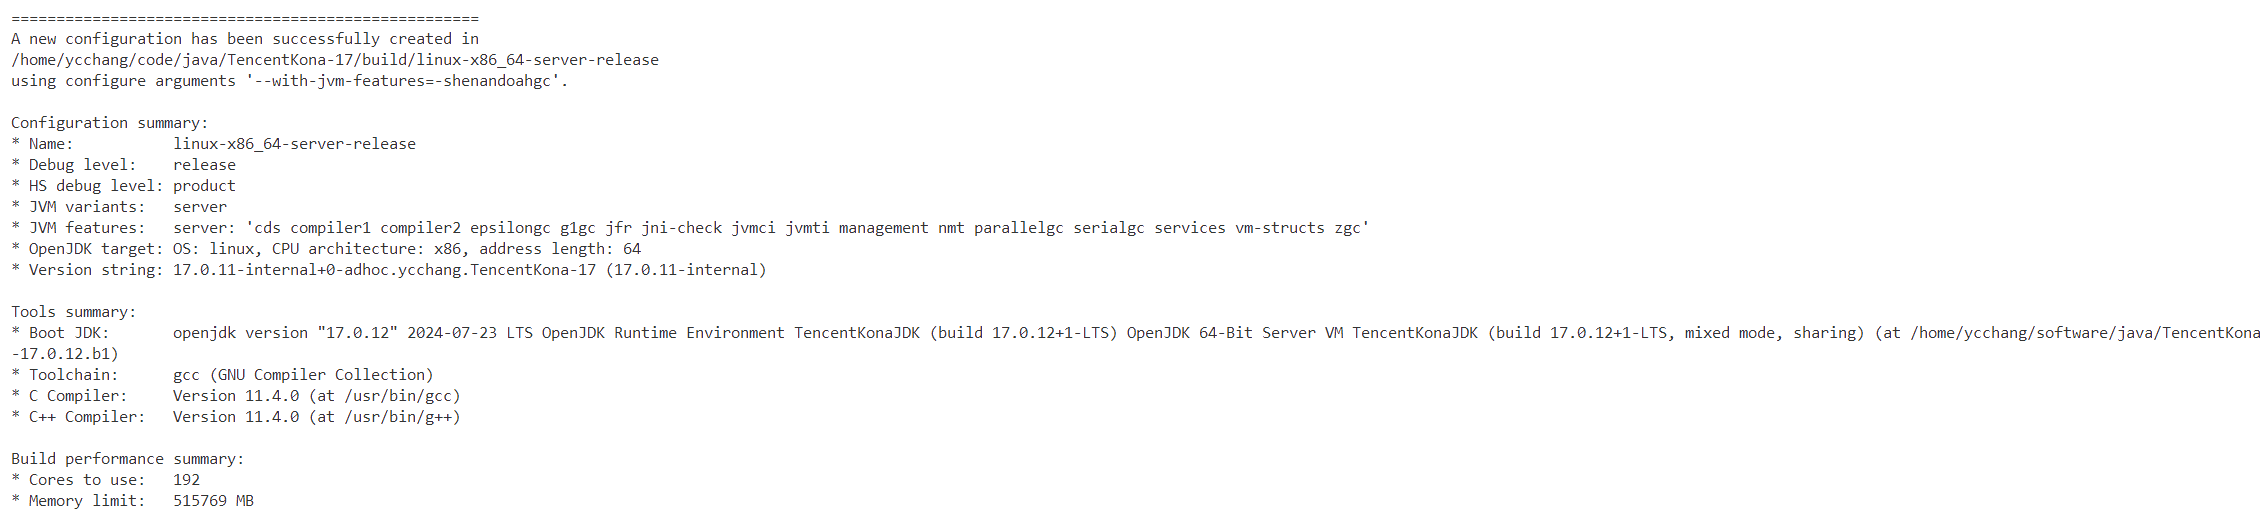 ====================================================
A new configuration has been successfully created in
/home/ycchang/code/java/TencentKona-17/build/linux-x86_64-server-release
using configure arguments '--with-jvm-features=-shenandoahgc'.

Configuration summary:
* Name:           linux-x86_64-server-release
* Debug level:    release
* HS debug level: product
* JVM variants:   server
* JVM features:   server: 'cds compiler1 compiler2 epsilongc g1gc jfr jni-check jvmci jvmti management nmt parallelgc serialgc services vm-structs zgc'
* OpenJDK target: OS: linux, CPU architecture: x86, address length: 64
* Version string: 17.0.11-internal+0-adhoc.ycchang.TencentKona-17 (17.0.11-internal)

Tools summary:
* Boot JDK:       openjdk version "17.0.12" 2024-07-23 LTS OpenJDK Runtime Environment TencentKonaJDK (build 17.0.12+1-LTS) OpenJDK 64-Bit Server VM TencentKonaJDK (build 17.0.12+1-LTS, mixed mode, sharing) (at /home/ycchang/software/java/TencentKona
-17.0.12.b1)
* Toolchain:      gcc (GNU Compiler Collection)
* C Compiler:     Version 11.4.0 (at /usr/bin/gcc)
* C++ Compiler:   Version 11.4.0 (at /usr/bin/g++)

Build performance summary:
* Cores to use:   192
* Memory limit:   515769 MB